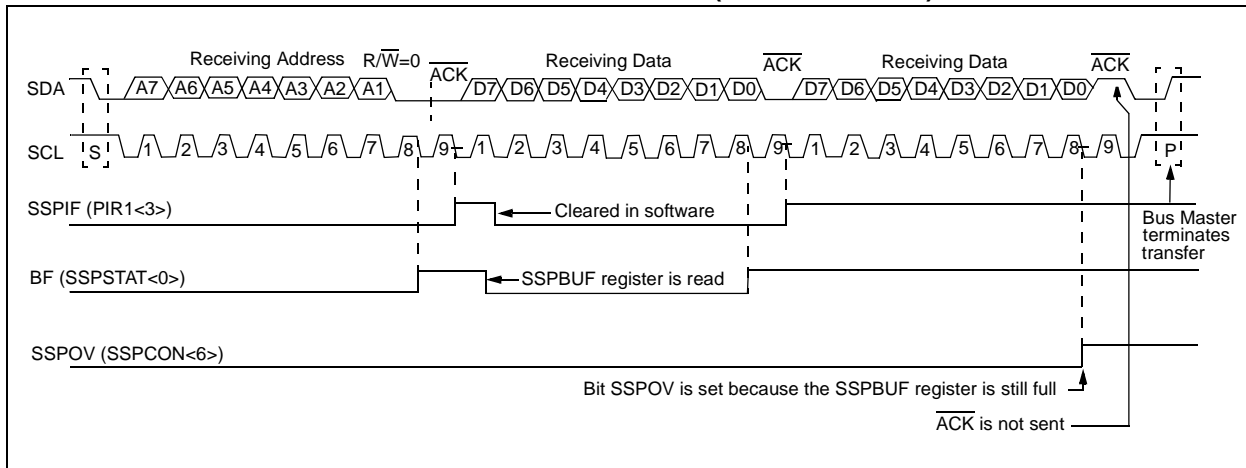 Receiving Address R/W=0 ACK Receiving Data ACK Receiving Data ACK
SDA A7 A6 A5 A4 A3 A2 A1 D7 D6 D5 D4 D3 D2 D1 D0 D7 D6 D5 D4 D3 D2 D1 D0
SCL S 1 2 3 4 5 6 7 8 9 1 2 3 4 5 6 7 8 9 1 2 3 4 5 6 7 8 9 P
SSPIF (PIR1<3>)
Cleared in software
Bus Master
terminates
transfer
BF (SSPSTAT<0>)
SSPBUF register is read
SSPOV (SSPCON<6>)
Bit SSPOV is set because the SSPBUF register is still full
ACK is not sent